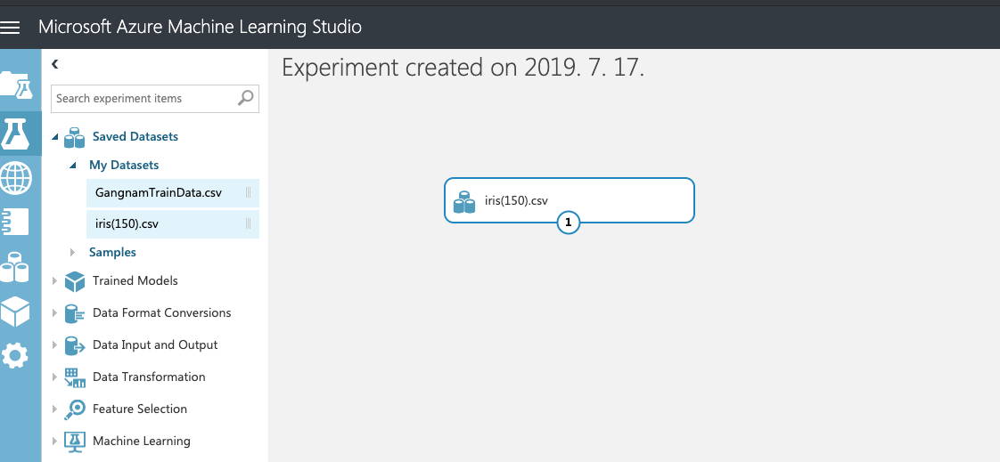 Microsoft Azure Machine Learning Studio
Experiment created on 2019. 7. 17.
Search experiment items
Saved Datasets
My Datasets
GangnamTrainData.csv
iris(150).csv
Samples
Trained Models
Data Format Conversions
Data Input and Output
Data Transformation
Feature Selection
Machine Learning
iris(150).csv
1